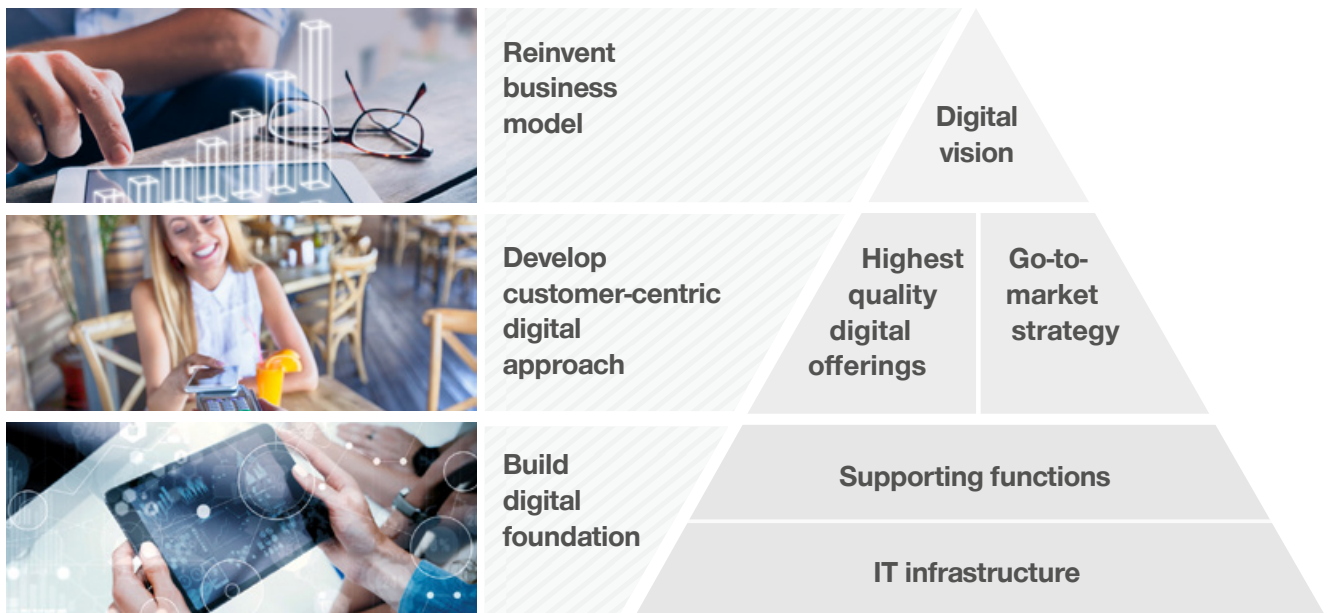 Reinvent
business
model
Digital
vision
Develop
customer-centric
digital
approach
Highest
quality
digital
offerings
Go-to-
market
strategy
Build
digital
foundation
Supporting functions
IT infrastructure